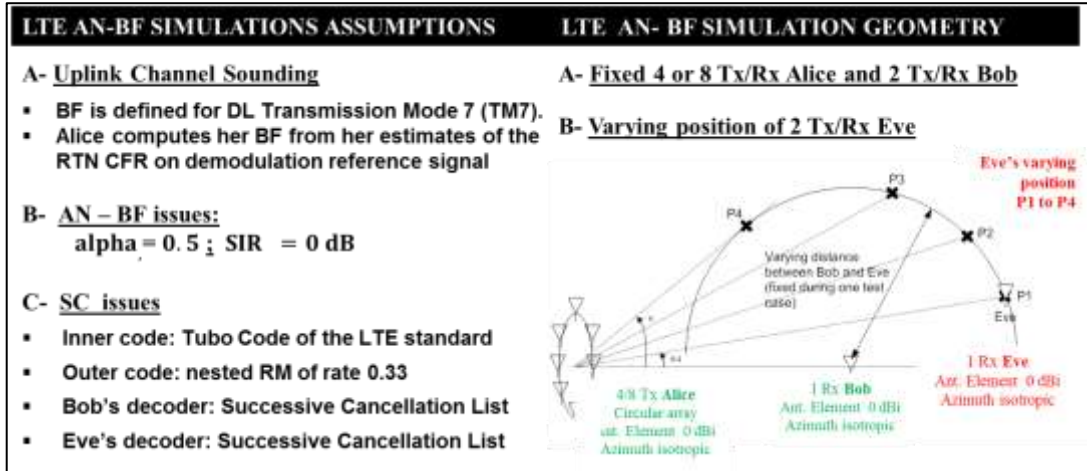 LTE AN-BF SIMULATIONS ASSUMPTIONS
A- Uplink Channel Sounding
▪ BF is defined for DL Transmission Mode 7 (TM7).
▪ Alice computes her BF from her estimates of the
RTN CFR on demodulation reference signal
B- AN – BF issues:
alpha = 0.5 ; SIR = 0 dB
C- SC issues
▪ Inner code: Tubo Code of the LTE standard
▪ Outer code: nested RM of rate 0.33
▪ Bob's decoder: Successive Cancellation List
▪ Eve's decoder: Successive Cancellation List
LTE AN- BF SIMULATION GEOMETRY
A- Fixed 4 or 8 Tx/Rx Alice and 2 Tx/Rx Bob
B- Varying position of 2 Tx/Rx Eve
Eve's varying
position
P1 to P4
P3
P4
P2
Varying distance
between Bob and Eve
(fixed during one test
case)
P1
Eve
4/8 Tx Alice
Circular array
Element 0 dBi
Azimuth isotropic
1 Rx Bob
Ant. Element 0 dBi
Azimuth isotropic
1 Rx Eve
Ant. Element 0 dBi
Azimuth isotropic